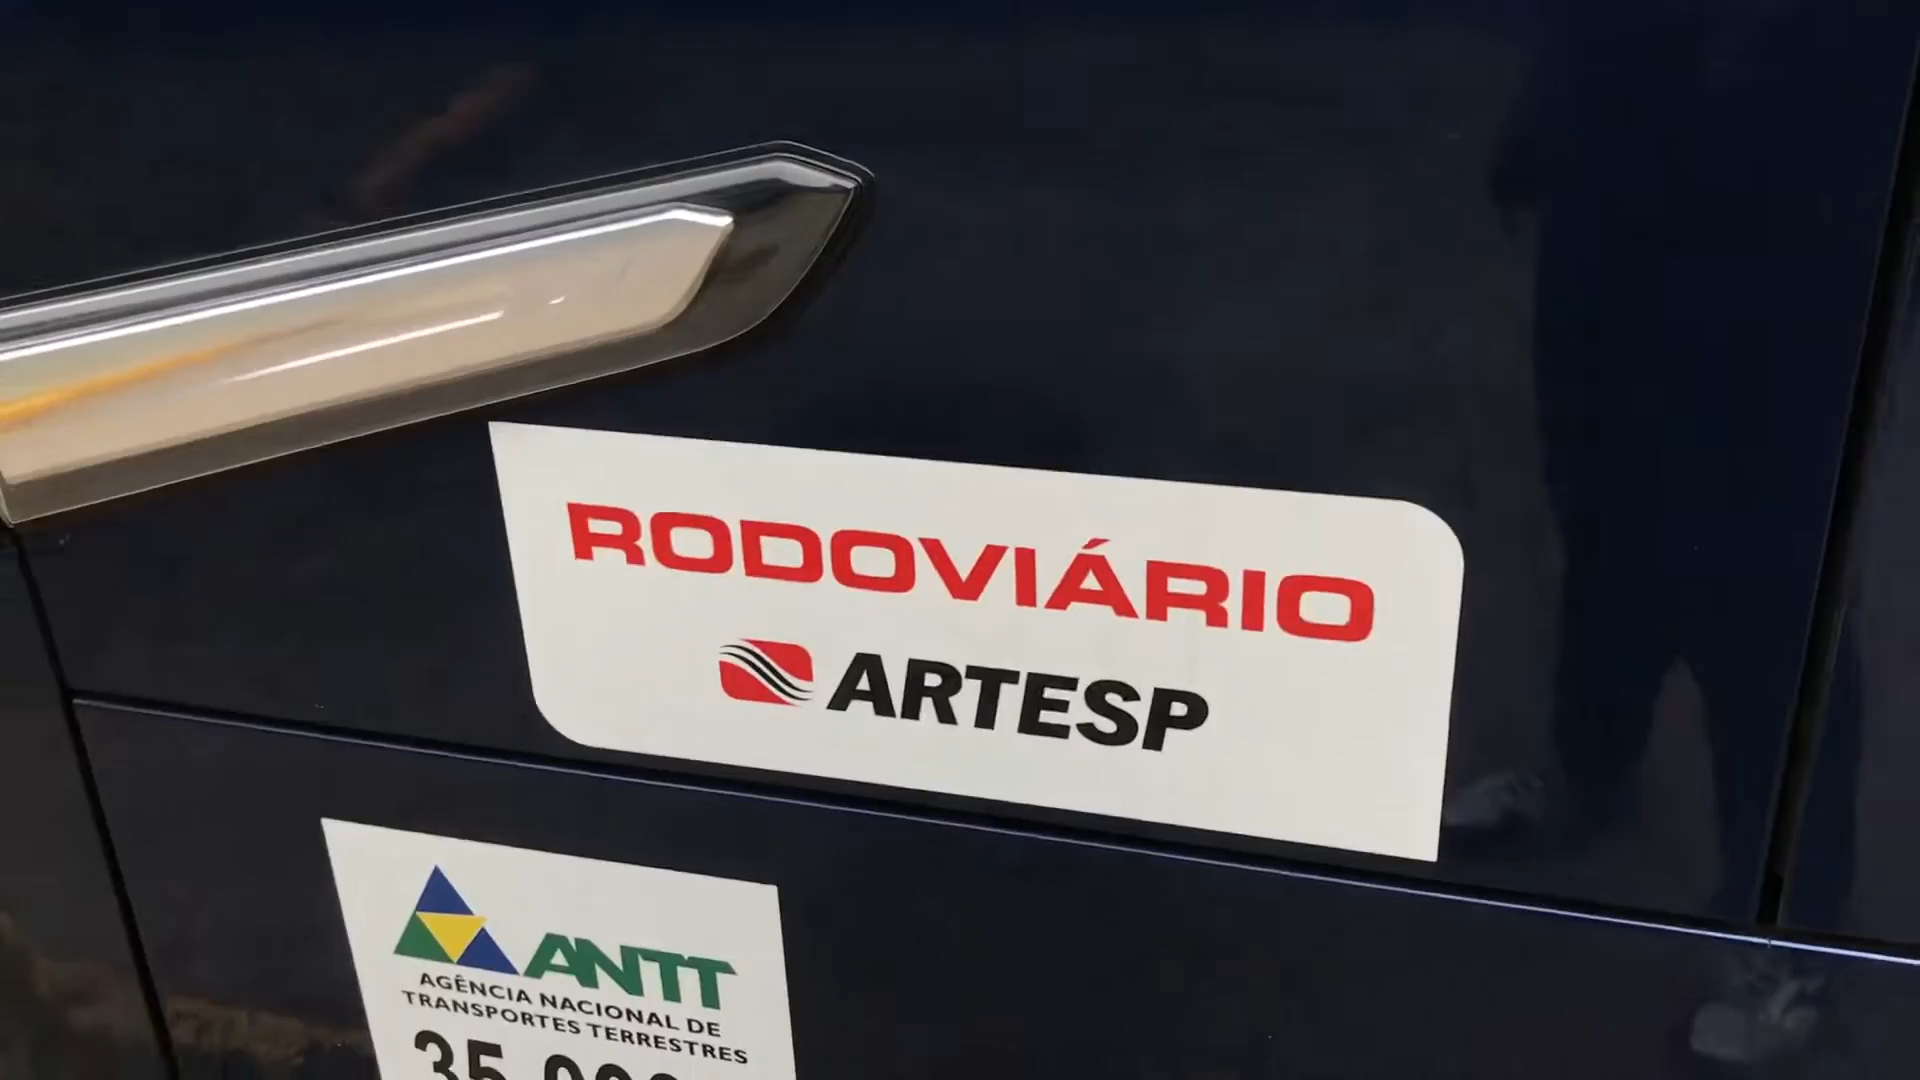 RODOVIÁRIO
ARTESP
ANTT
AGÊNCIA NACIONAL DE
TRANSPORTES TERRESTRES